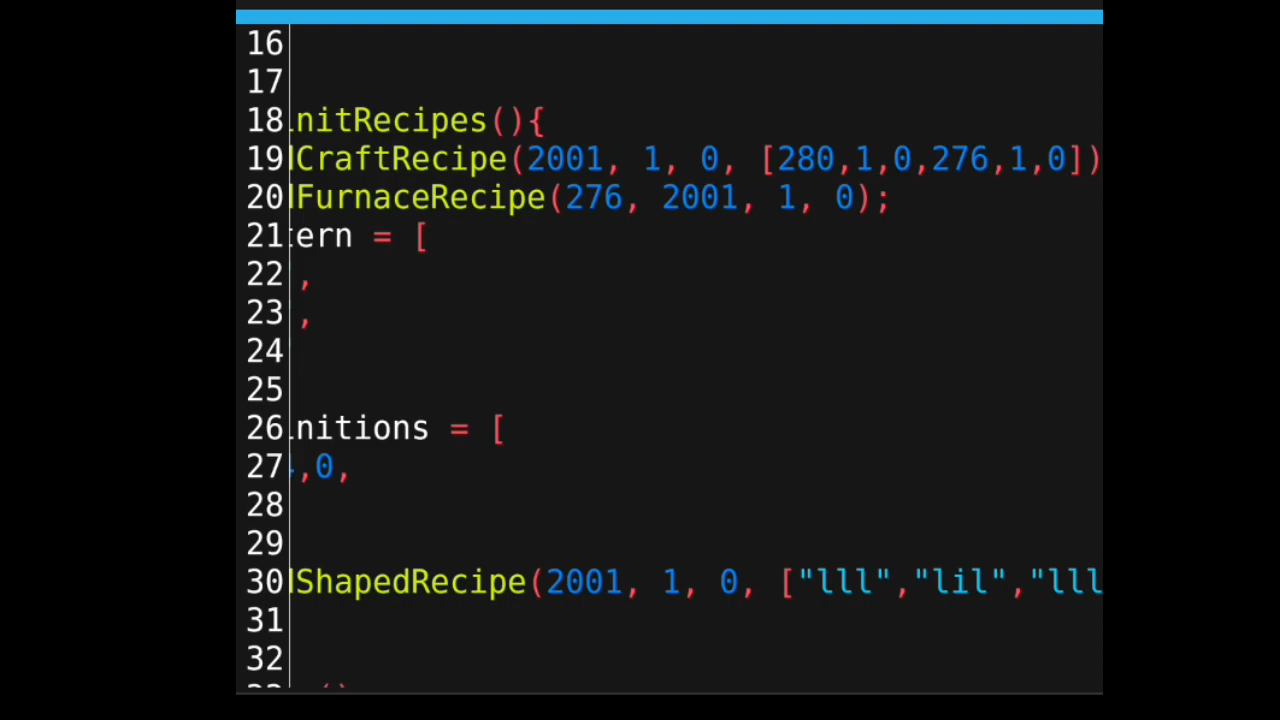 16
17
18 initRecipes(){
19 CraftRecipe(2001, 1, 0, [280,1,0,276,1,0])
20 FurnaceRecipe(276, 2001, 1, 0);
21 ern = [
22 ,
23 ,
24
25
26 nitions = [
27 ,0,
28
29
30 ShapedRecipe(2001, 1, 0, ["lll","lil","lll
31
32